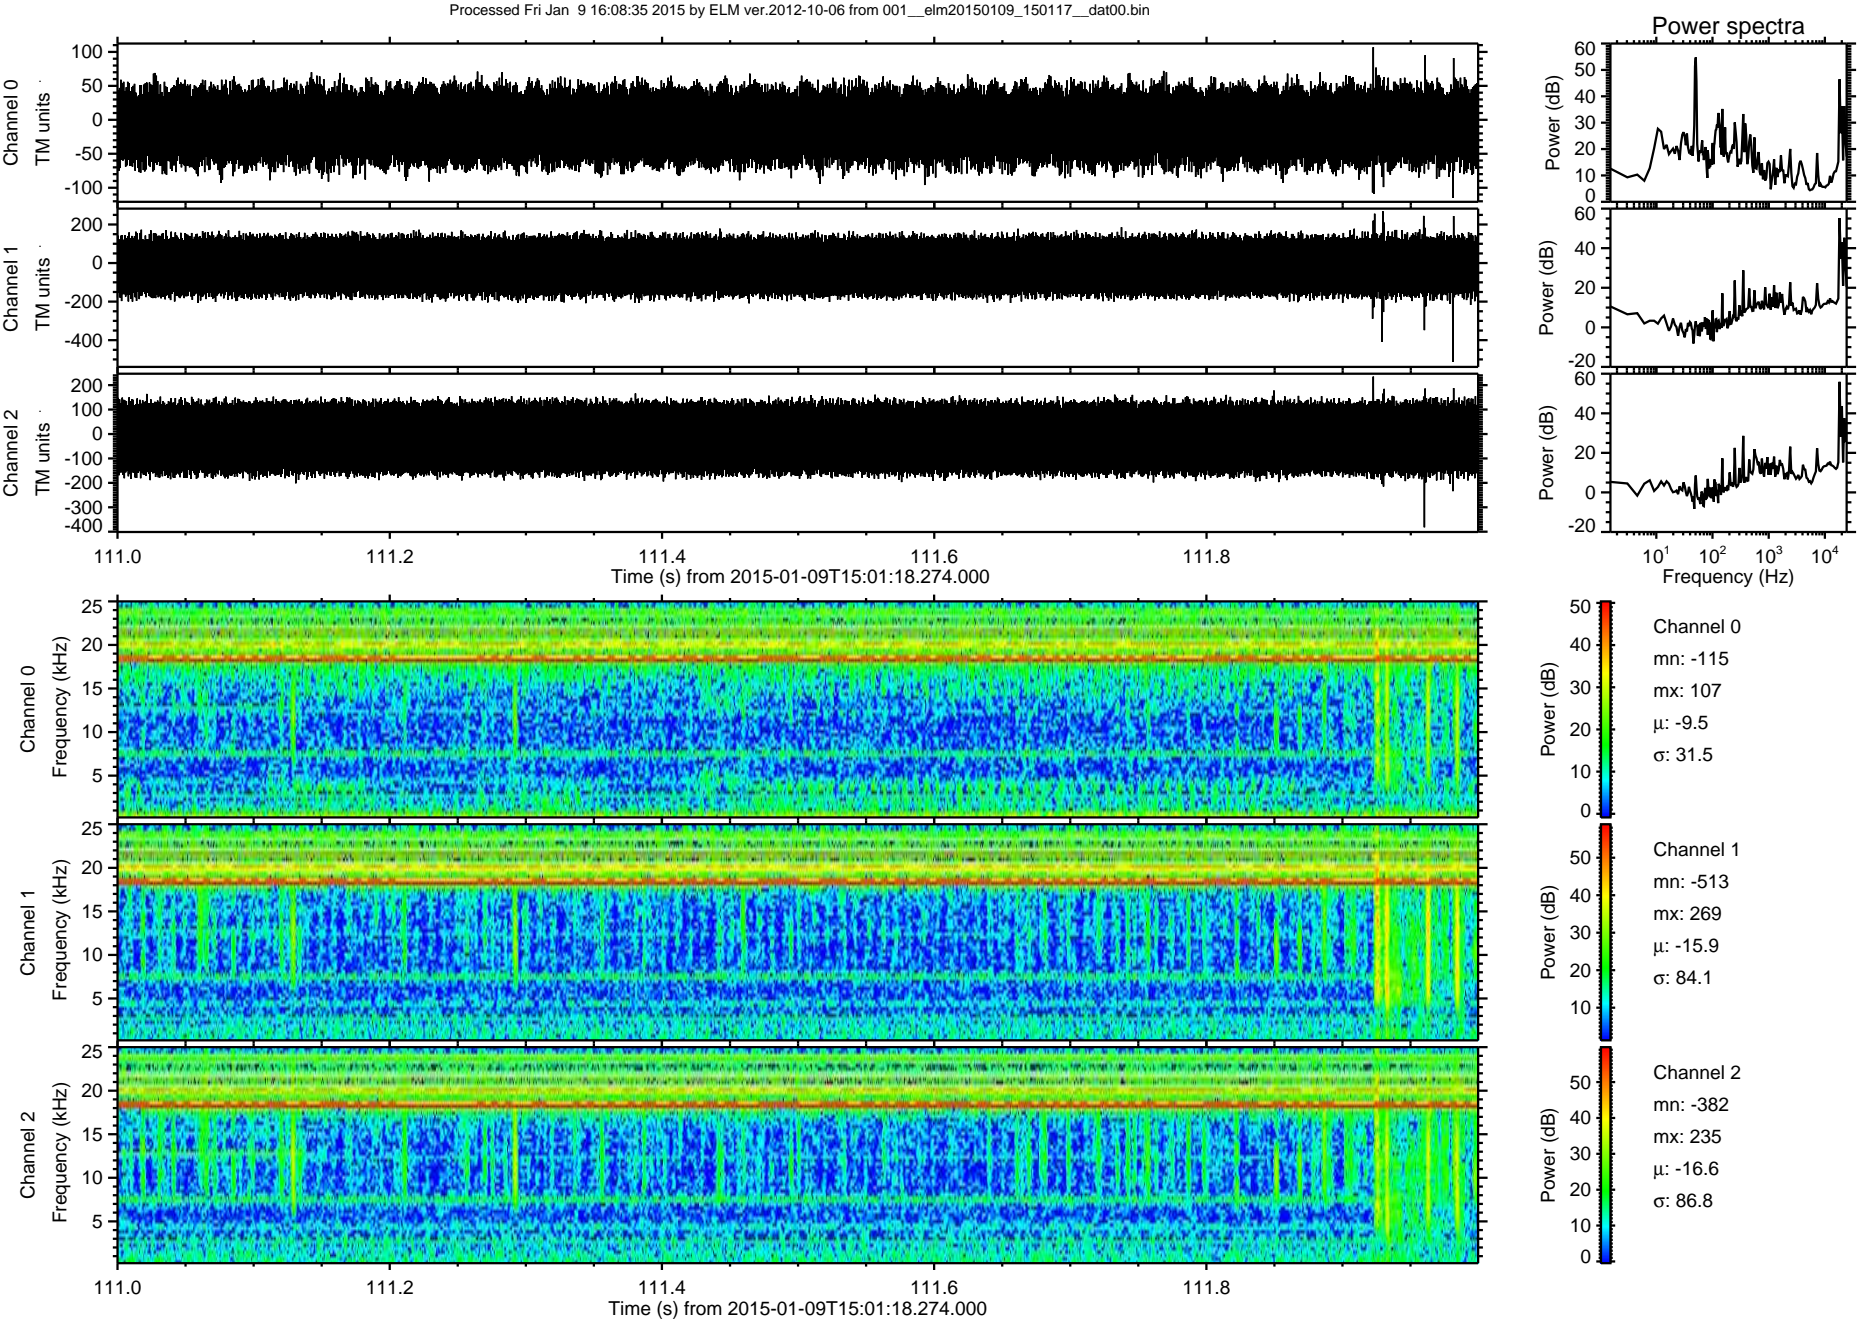 Processed Fri Jan  9 16:08:35 2015 by ELM ver.2012-10-06 from 001__elm20150109_150117__dat00.bin
Power spectra
Channel 0
TM units
100
50
0
-50
-100
Power (dB)
60
50
40
30
20
10
0
Channel 1
TM units
200
0
-200
-400
Power (dB)
60
40
20
0
-20
Channel 2
TM units
200
100
0
-100
-200
-300
-400
Power (dB)
60
40
20
0
-20
111.0 111.2 111.4 111.6 111.8
Time (s) from 2015-01-09T15:01:18.274.000
10¹ 10² 10³ 10⁴
Frequency (Hz)
Channel 0
Frequency (kHz)
25
20
15
10
5
Power (dB)
50
40
30
20
10
0
Channel 0
mn: -115
mx: 107
μ: -9.5
σ: 31.5
Channel 1
Frequency (kHz)
25
20
15
10
5
Power (dB)
50
40
30
20
10
Channel 1
mn: -513
mx: 269
μ: -15.9
σ: 84.1
Channel 2
Frequency (kHz)
25
20
15
10
5
Power (dB)
50
40
30
20
10
0
Channel 2
mn: -382
mx: 235
μ: -16.6
σ: 86.8
111.0 111.2 111.4 111.6 111.8
Time (s) from 2015-01-09T15:01:18.274.000